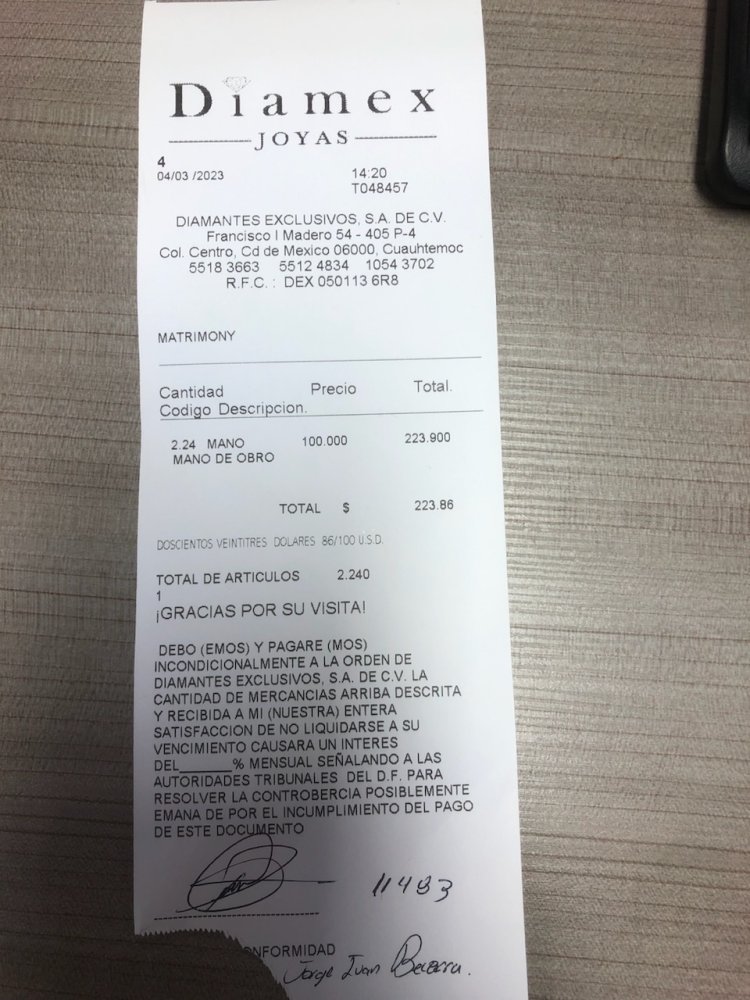 Diamex
JOYAS
4
04/03 /2023 14:20
T048457
DIAMANTES EXCLUSIVOS, S.A. DE C.V.
Francisco I Madero 54 - 405 P-4
Col. Centro, Cd de Mexico 06000, Cuauhtemoc
5518 3663 5512 4834 1054 3702
R.F.C. : DEX 050113 6R8
MATRIMONY
Cantidad Precio Total.
Codigo Descripcion.
2.24 MANO 100.000 223.900
MANO DE OBRO
TOTAL $ 223.86
DOSCIENTOS VEINTITRES DOLARES 86/100 U.S.D.
TOTAL DE ARTICULOS 2.240
1
¡GRACIAS POR SU VISITA!
DEBO (EMOS) Y PAGARE (MOS)
INCONDICIONALMENTE A LA ORDEN DE
DIAMANTES EXCLUSIVOS, S.A. DE C.V. LA
CANTIDAD DE MERCANCIAS ARRIBA DESCRITA
Y RECIBIDA A MI (NUESTRA) ENTERA
SATISFACCION DE NO LIQUIDARSE A SU
VENCIMIENTO CAUSARA UN INTERES
DEL______% MENSUAL SEÑALANDO A LAS
AUTORIDADES TRIBUNALES DEL D.F. PARA
RESOLVER LA CONTROBERCIA POSIBLEMENTE
EMANA DE POR EL INCUMPLIMIENTO DEL PAGO
DE ESTE DOCUMENTO
11483
ONFORMIDAD
Jorge Juan Becerra.